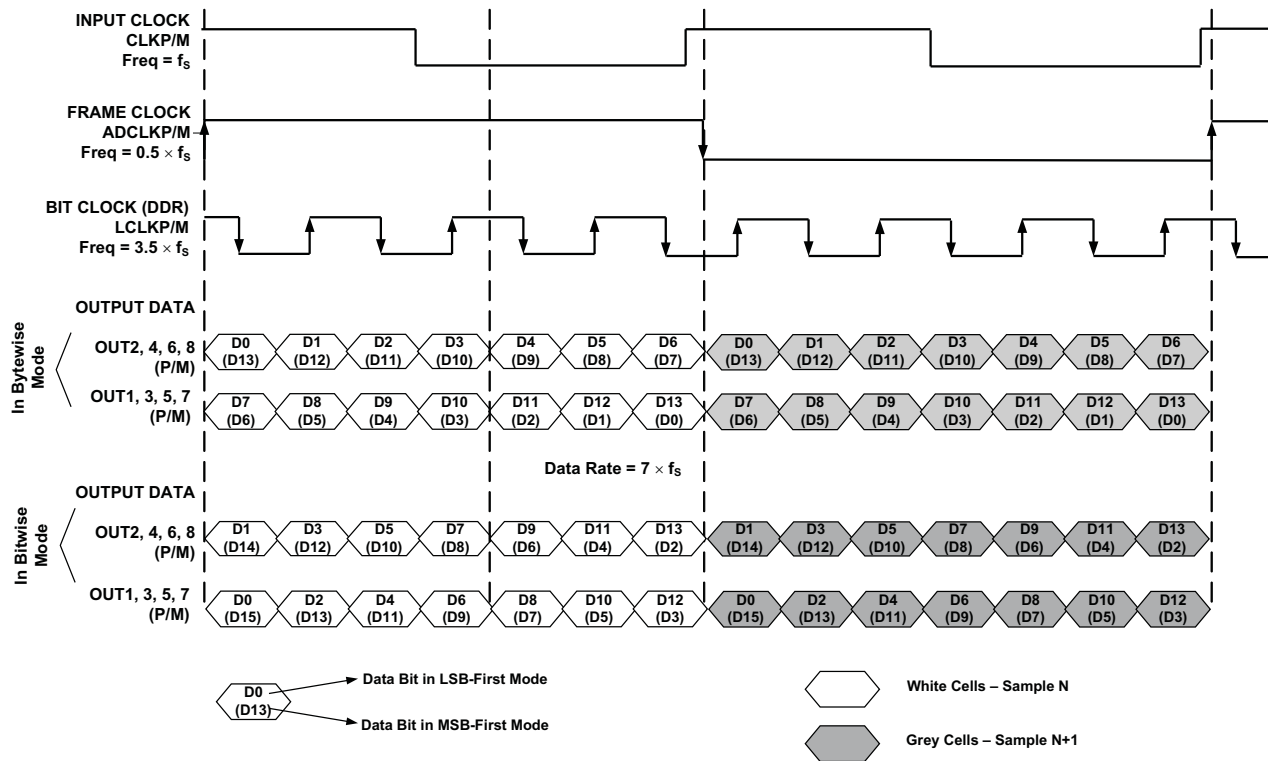 INPUT CLOCK
CLKP/M
Freq = fS
FRAME CLOCK
ADCLKP/M
Freq = 0.5 × fS
BIT CLOCK (DDR)
LCLKP/M
Freq = 3.5 × fS
In Bytewise
Mode
OUTPUT DATA
OUT2, 4, 6, 8
(P/M)
D0 D1 D2 D3 D4 D5 D6 D0 D1 D2 D3 D4 D5 D6
(D13) (D12) (D11) (D10) (D9) (D8) (D7) (D13) (D12) (D11) (D10) (D9) (D8) (D7)
OUT1, 3, 5, 7
(P/M)
D7 D8 D9 D10 D11 D12 D13 D7 D8 D9 D10 D11 D12 D13
(D6) (D5) (D4) (D3) (D2) (D1) (D0) (D6) (D5) (D4) (D3) (D2) (D1) (D0)
Data Rate = 7 × fS
In Bitwise
Mode
OUTPUT DATA
OUT2, 4, 6, 8
(P/M)
D1 D3 D5 D7 D9 D11 D13 D1 D3 D5 D7 D9 D11 D13
(D14) (D12) (D10) (D8) (D6) (D4) (D2) (D14) (D12) (D10) (D8) (D6) (D4) (D2)
OUT1, 3, 5, 7
(P/M)
D0 D2 D4 D6 D8 D10 D12 D0 D2 D4 D6 D8 D10 D12
(D15) (D13) (D11) (D9) (D7) (D5) (D3) (D15) (D13) (D11) (D9) (D7) (D5) (D3)
D0
(D13)
Data Bit in LSB-First Mode
Data Bit in MSB-First Mode
White Cells – Sample N
Grey Cells – Sample N+1